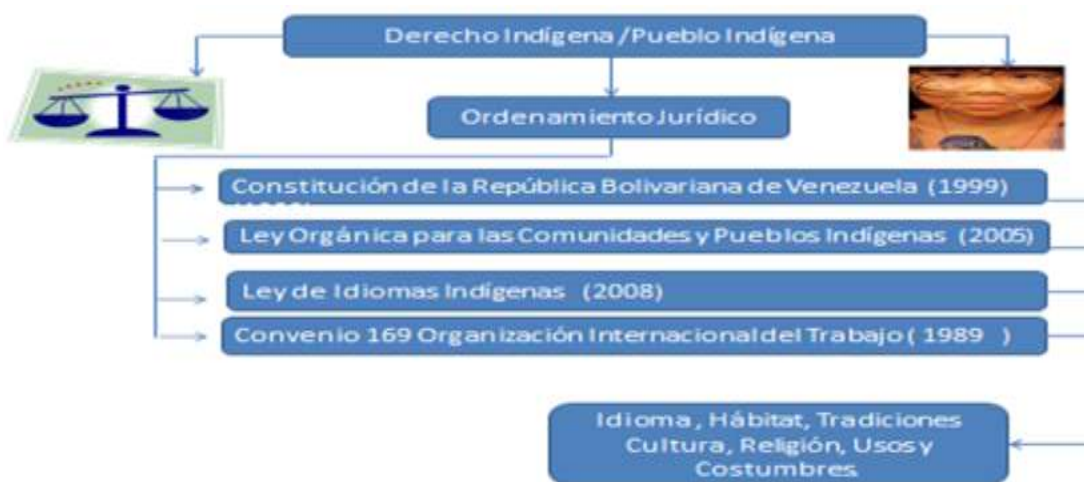 Derecho Indígena/Pueblo Indígena
Ordenamiento Jurídico
Constitución de la República Bolivariana de Venezuela (1999)
Ley Orgánica para las Comunidades y Pueblos Indígenas (2005)
Ley de Idiomas Indígenas (2008)
Convenio 169 Organización Internacional del Trabajo ( 1989 )
Idioma, Hábitat, Tradiciones
Cultura, Religión, Usos y
Costumbres